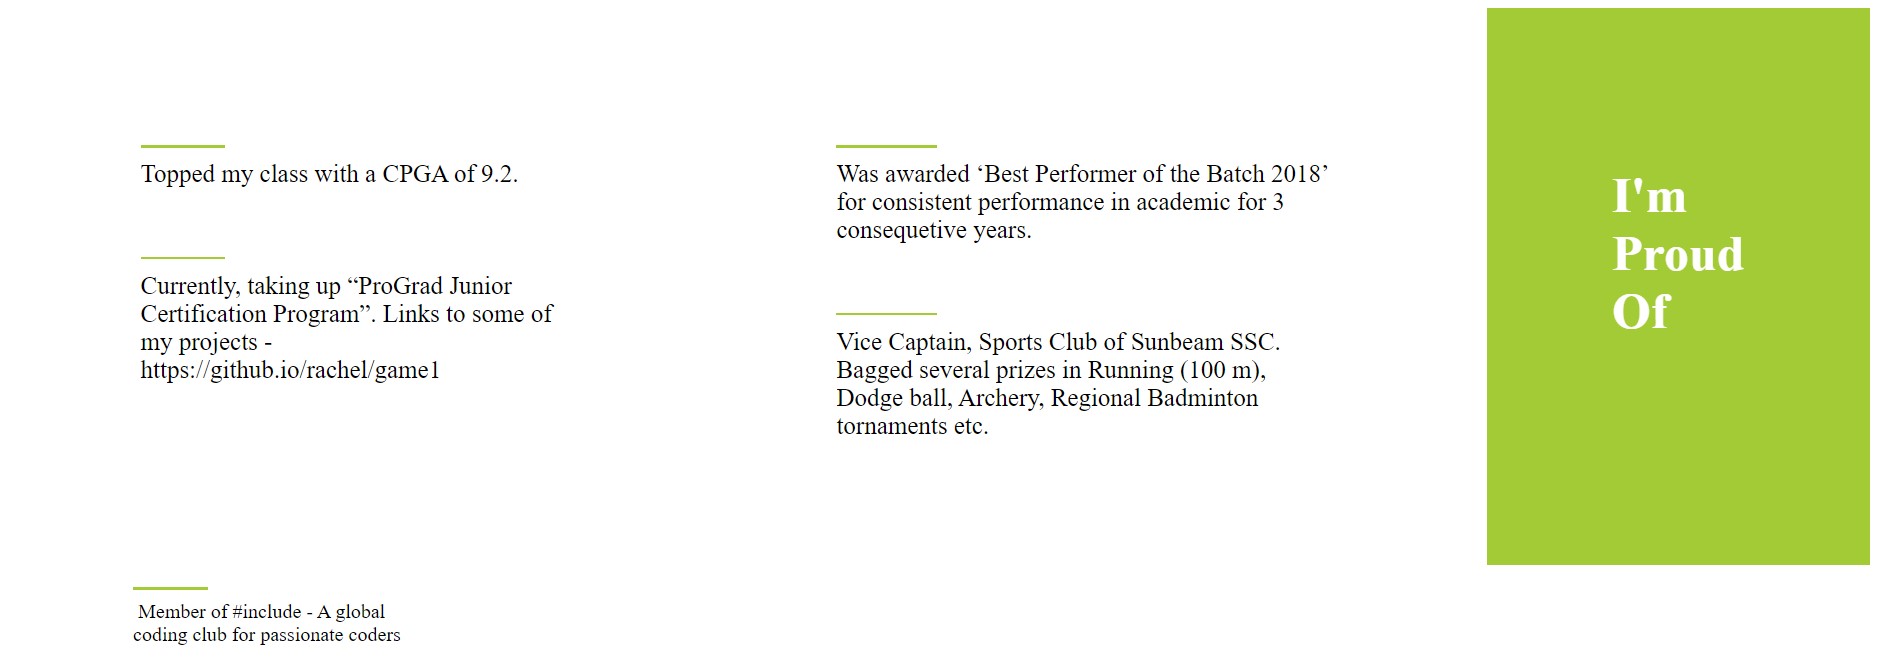 Topped my class with a CPGA of 9.2.
Currently, taking up “ProGrad Junior
Certification Program”. Links to some of
my projects -
https://github.io/rachel/game1
Member of #include - A global
coding club for passionate coders
Was awarded ‘Best Performer of the Batch 2018’
for consistent performance in academic for 3
consequetive years.
Vice Captain, Sports Club of Sunbeam SSC.
Bagged several prizes in Running (100 m),
Dodge ball, Archery, Regional Badminton
tornaments etc.
I'm
Proud
Of